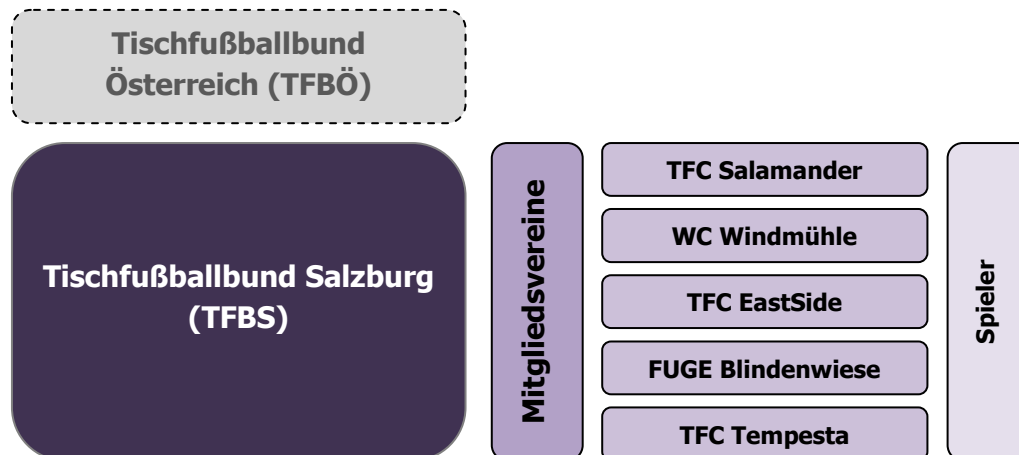 Tischfußballbund
Österreich (TFBÖ)
Tischfußballbund Salzburg
(TFBS)
Mitgliedsvereine
TFC Salamander
WC Windmühle
TFC EastSide
FUGE Blindenwiese
TFC Tempesta
Spieler